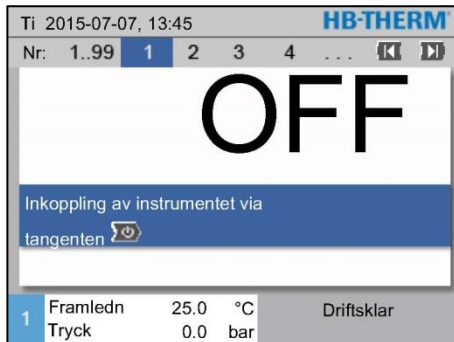 Ti 2015-07-07, 13:45 HB-THERM
Nr: 1..99 1 2 3 4 ...
OFF
Inkoppling av instrumentet via
tangenten
1 Framledn 25.0 °C Driftsklar
Tryck 0.0 bar